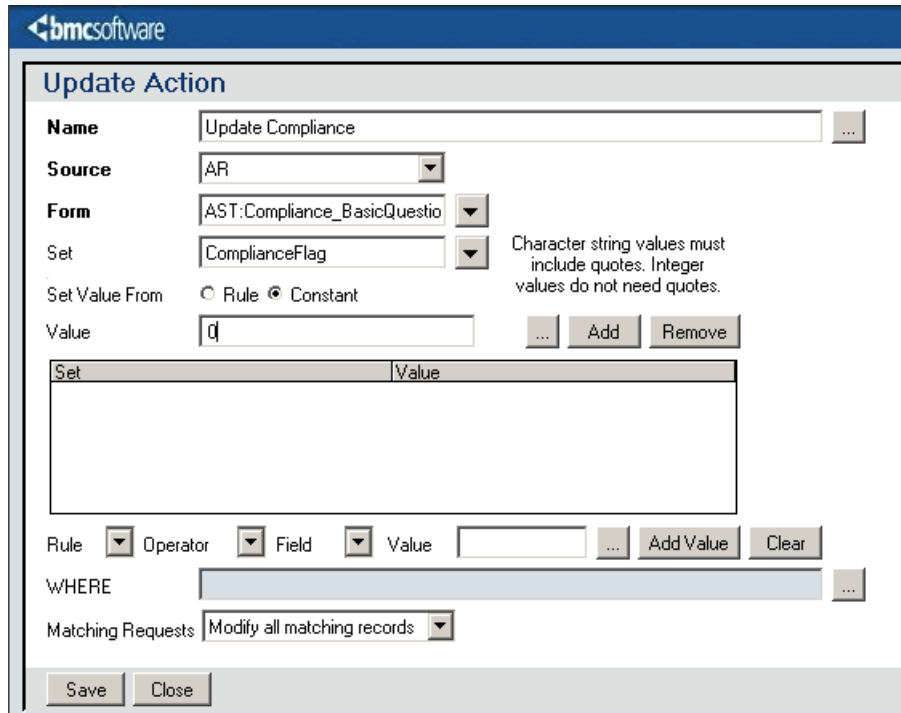 bmcsoftware
Update Action
Name Update Compliance ...
Source AR
Form AST:Compliance_BasicQuestio
Set ComplianceFlag
Character string values must
include quotes. Integer
values do not need quotes.
Set Value From Rule Constant
Value 0 ... Add Remove
Set Value
Rule Operator Field Value ... Add Value Clear
WHERE ...
Matching Requests Modify all matching records
Save Close